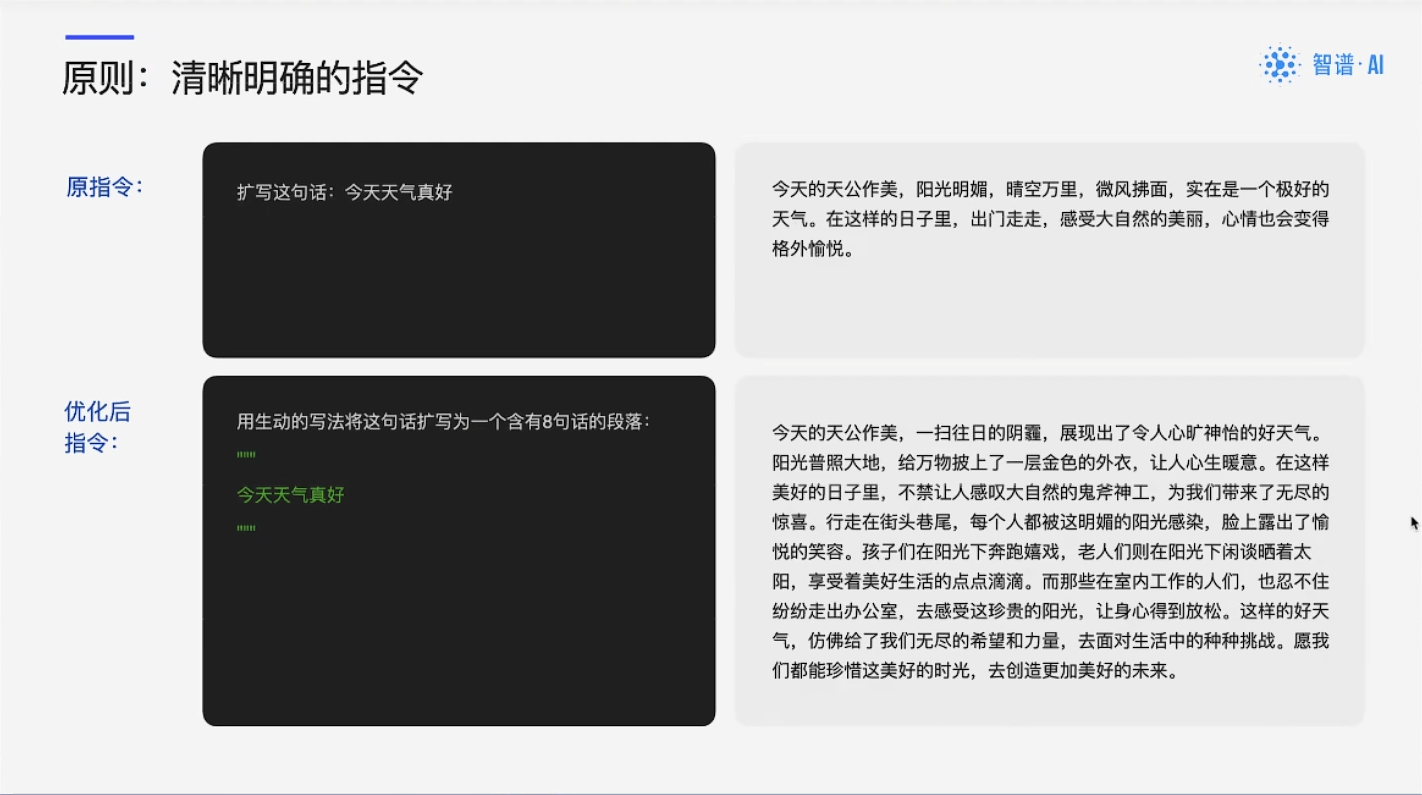 原则：清晰明确的指令
智谱·AI
原指令：
扩写这句话：今天天气真好
今天的天公作美，阳光明媚，晴空万里，微风拂面，实在是一个极好的
天气。在这样的日子里，出门走走，感受大自然的美丽，心情也会变得
格外愉悦。
优化后
指令：
用生动的写法将这句话扩写为一个含有8句话的段落：
"""
今天天气真好
"""
今天的天公作美，一扫往日的阴霾，展现出了令人心旷神怡的好天气。
阳光普照大地，给万物披上了一层金色的外衣，让人心生暖意。在这样
美好的日子里，不禁让人感叹大自然的鬼斧神工，为我们带来了无尽的
惊喜。行走在街头巷尾，每个人都被这明媚的阳光感染，脸上露出了愉
悦的笑容。孩子们在阳光下奔跑嬉戏，老人们则在阳光下闲谈晒着太
阳，享受着美好生活的点点滴滴。而那些在室内工作的人们，也忍不住
纷纷走出办公室，去感受这珍贵的阳光，让身心得到放松。这样的好天
气，仿佛给了我们无尽的希望和力量，去面对生活中的种种挑战。愿我
们都能珍惜这美好的时光，去创造更加美好的未来。